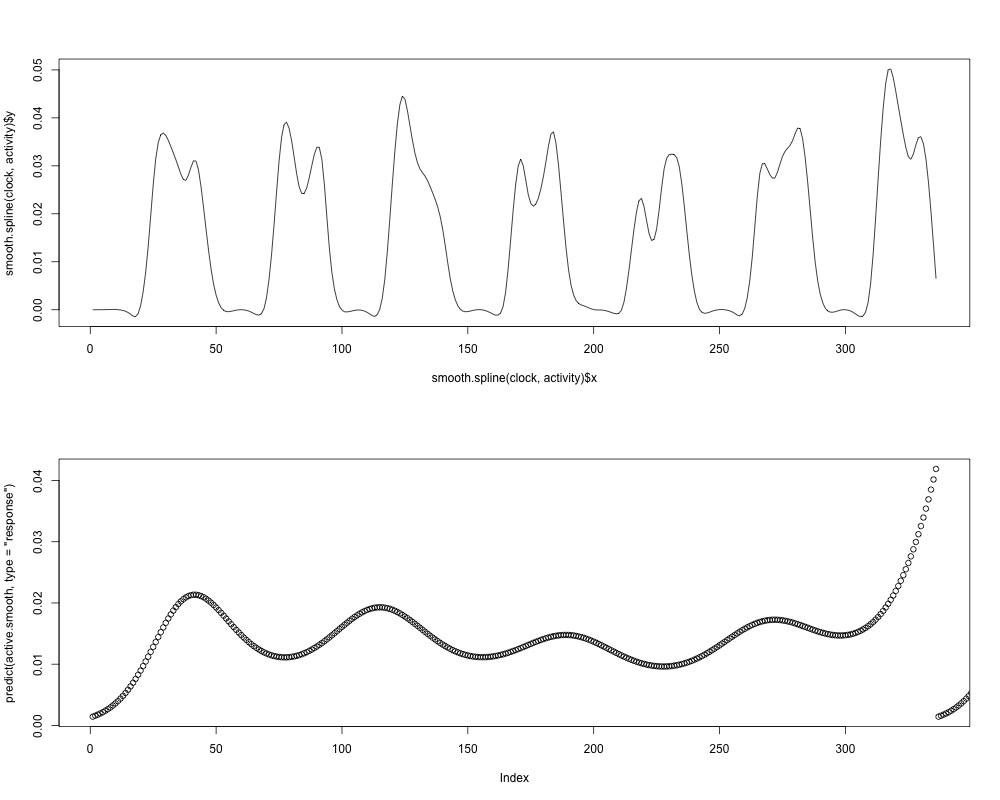 smooth.spline(clock, activity)$y
0.05
0.04
0.03
0.02
0.01
0.00
0 50 100 150 200 250 300
smooth.spline(clock, activity)$x
predict(active.smooth, type = "response")
0.04
0.03
0.02
0.01
0.00
0 50 100 150 200 250 300
Index